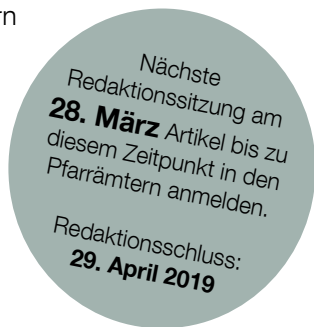 rn
Nächste
Redaktionssitzung am
28. März Artikel bis zu
diesem Zeitpunkt in den
Pfarrämtern anmelden.
Redaktionsschluss:
29. April 2019